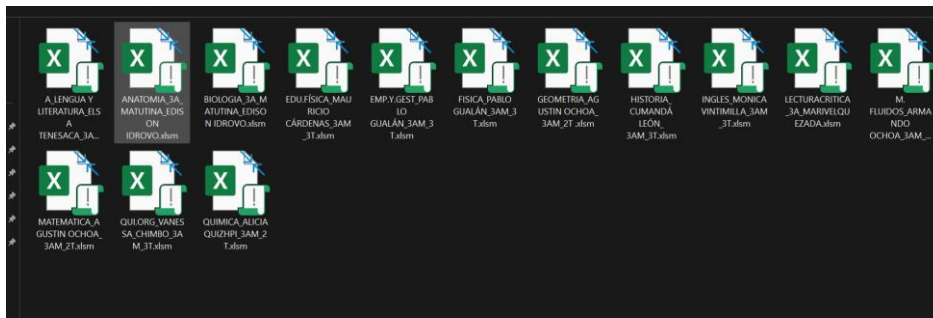 A_LENGUA Y
LITERATURA_ELS
A
TENESACA_3A...
ANATOMIA_3A_
MATUTINA_EDIS
ON
IDROVO.xlsm
BIOLOGIA_3A_M
ATUTINA_EDISO
N IDROVO.xlsm
EDU.FÍSICA_MAU
RICIO
CÁRDENAS_3AM
_3T.xlsm
EMP.Y.GEST_PAB
LO
GUALÁN_3AM_3
T.xlsm
FISICA_PABLO
GUALÁN_3AM_3
T.xlsm
GEOMETRIA_AG
USTIN OCHOA_
3AM_2T .xlsm
HISTORIA_
CUMANDÁ
LEÓN_
3AM_3T.xlsm
INGLES_MONICA
VINTIMILLA_3AM
_3T.xlsm
LECTURACRITICA
_3A_MARIVELQU
EZADA.xlsm
M.
FLUIDOS_ARMA
NDO
OCHOA_3AM_...
MATEMATICA_A
GUSTIN OCHOA_
3AM_2T.xlsm
QUI.ORG_VANES
SA_CHIMBO_3A
M_3T.xlsm
QUIMICA_ALICIA
QUIZHPI_3AM_2
T.xlsm